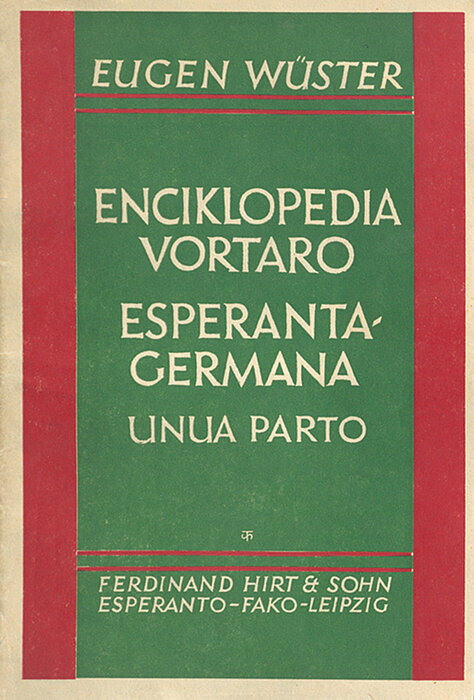 EUGEN WÜSTER
ENCIKLOPEDIA
VORTARO
ESPERANTA-
GERMANA
UNUA PARTO
FERDINAND HIRT & SOHN
ESPERANTO-FAKO-LEIPZIG